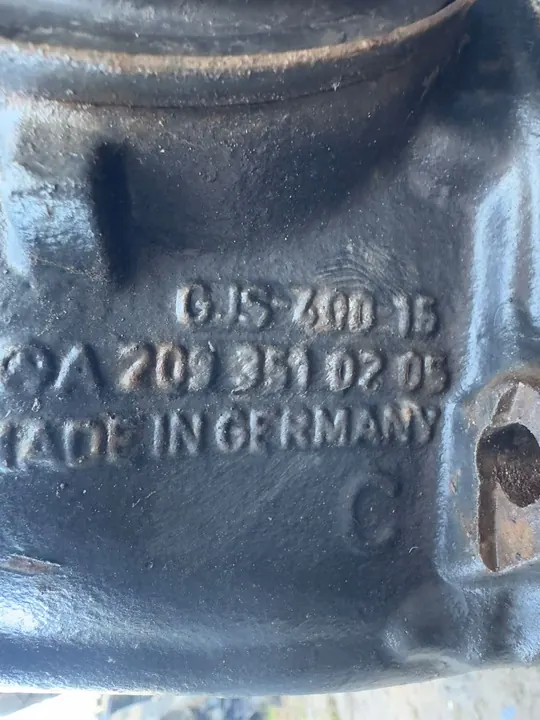 GJS-400-15
A 209 351 02 05
MADE IN GERMANY
C